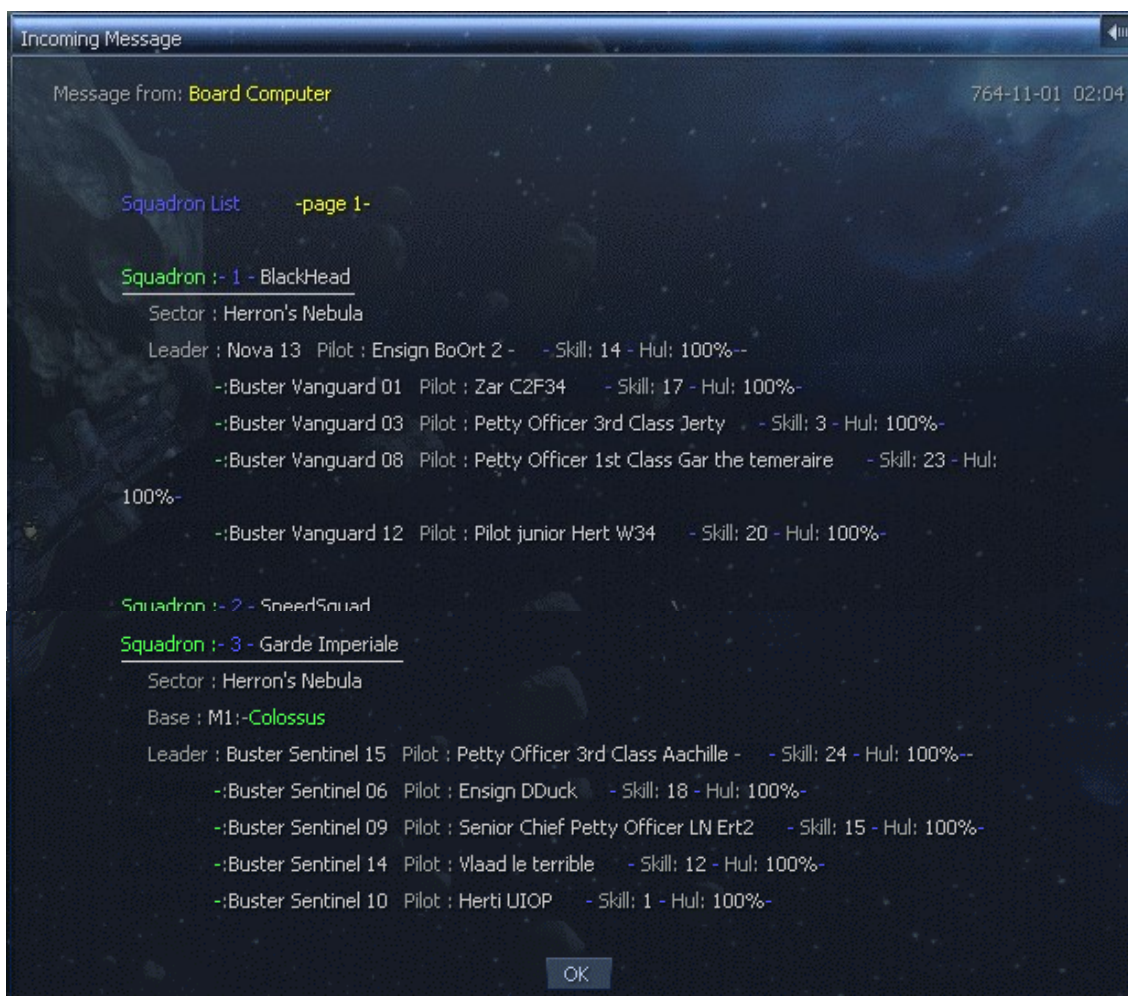 Incoming Message
Message from: Board Computer 764-11-01 02:04
Squadron List -page 1-
Squadron :- 1 - BlackHead
Sector : Herron's Nebula
Leader : Nova 13 Pilot : Ensign BoOrt 2 - - Skill: 14 - Hul: 100%--
-:Buster Vanguard 01 Pilot : Zar C2F34 - Skill: 17 - Hul: 100%-
-:Buster Vanguard 03 Pilot : Petty Officer 3rd Class Jerty - Skill: 3 - Hul: 100%-
-:Buster Vanguard 08 Pilot : Petty Officer 1st Class Gar the temeraire - Skill: 23 - Hul:
100%-
-:Buster Vanguard 12 Pilot : Pilot junior Hert W34 - Skill: 20 - Hul: 100%-
Squadron :- 2 - SpeedSquad
Squadron :- 3 - Garde Imperiale
Sector : Herron's Nebula
Base : M1:-Colossus
Leader : Buster Sentinel 15 Pilot : Petty Officer 3rd Class Aachille - - Skill: 24 - Hul: 100%--
-:Buster Sentinel 06 Pilot : Ensign DDuck - Skill: 18 - Hul: 100%-
-:Buster Sentinel 09 Pilot : Senior Chief Petty Officer LN Ert2 - Skill: 15 - Hul: 100%-
-:Buster Sentinel 14 Pilot : Vlaad le terrible - Skill: 12 - Hul: 100%-
-:Buster Sentinel 10 Pilot : Herti UIOP - Skill: 1 - Hul: 100%-
OK